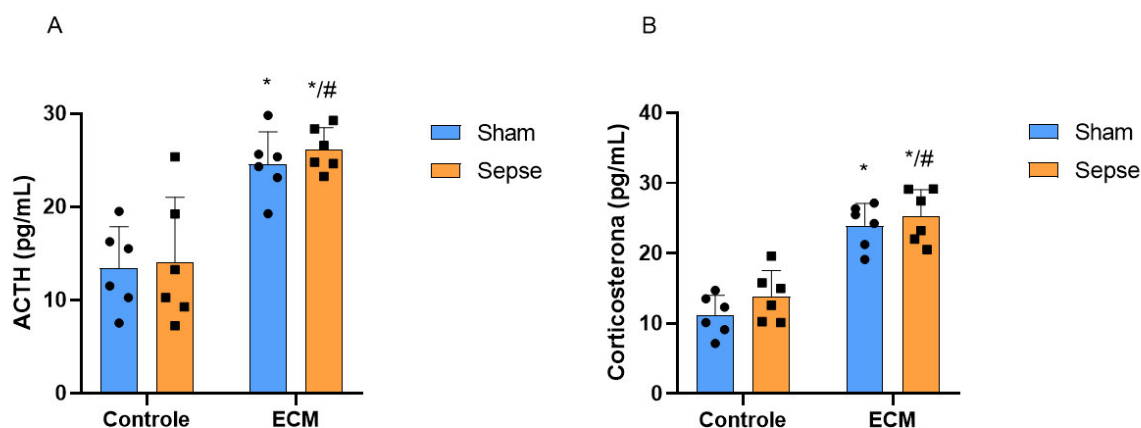 A
ACTH (pg/mL)
30
20
10
0
*
*/#
Controle
ECM
Sham
Sepse
B
Corticosterona (pg/mL)
40
30
20
10
0
*
*/#
Controle
ECM
Sham
Sepse